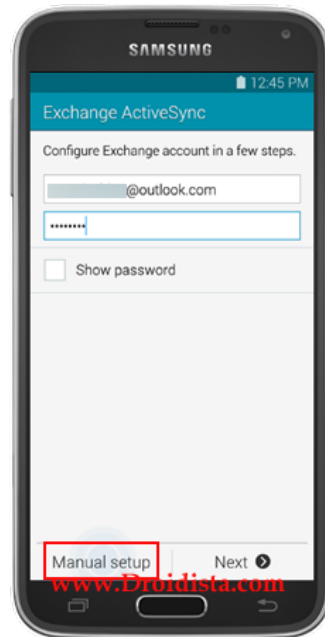 SAMSUNG
12:45 PM
Exchange ActiveSync
Configure Exchange account in a few steps.
@outlook.com
••••••••
Show password
Manual setup
Next
www.Droidista.com